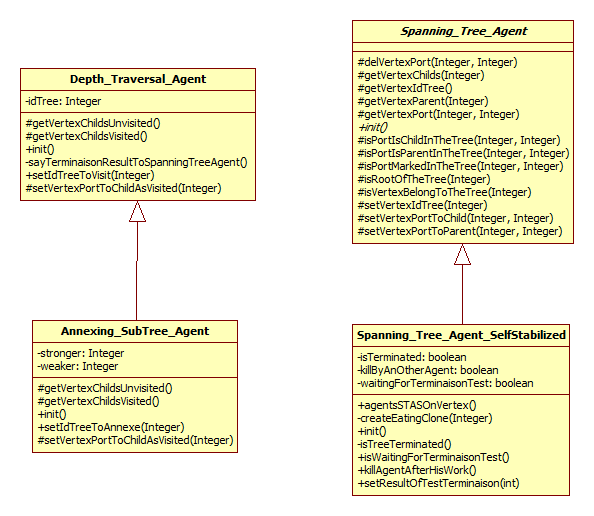 Depth_Traversal_Agent
-idTree: Integer
#getVertexChildsUnvisited()
#getVertexChildsVisited()
+init()
-sayTerminaisonResultToSpanningTreeAgent()
+setIdTreeToVisit(Integer)
#setVertexPortToChildAsVisited(Integer)
Spanning_Tree_Agent
#delVertexPort(Integer, Integer)
#getVertexChilds(Integer)
#getVertexIdTree()
#getVertexParent(Integer)
#getVertexPort(Integer, Integer)
+init()
#isPortIsChildInTheTree(Integer, Integer)
#isPortIsParentInTheTree(Integer, Integer)
#isPortMarkedInTheTree(Integer, Integer)
#isRootOfTheTree(Integer)
#isVertexBelongToTheTree(Integer)
#setVertexIdTree(Integer)
#setVertexPortToChild(Integer, Integer)
#setVertexPortToParent(Integer, Integer)
Annexing_SubTree_Agent
-stronger: Integer
-weaker: Integer
#getVertexChildsUnvisited()
#getVertexChildsVisited()
+init()
+setIdTreeToAnnexe(Integer)
#setVertexPortToChildAsVisited(Integer)
Spanning_Tree_Agent_SelfStabilized
-isTerminated: boolean
-killByAnOtherAgent: boolean
-waitingForTerminaisonTest: boolean
+agentsSTASOnVertex()
-createEatingClone(Integer)
+init()
-isTreeTerminated()
+isWaitingForTerminaisonTest()
+killAgentAfterHisWork()
+setResultOfTestTerminaison(int)